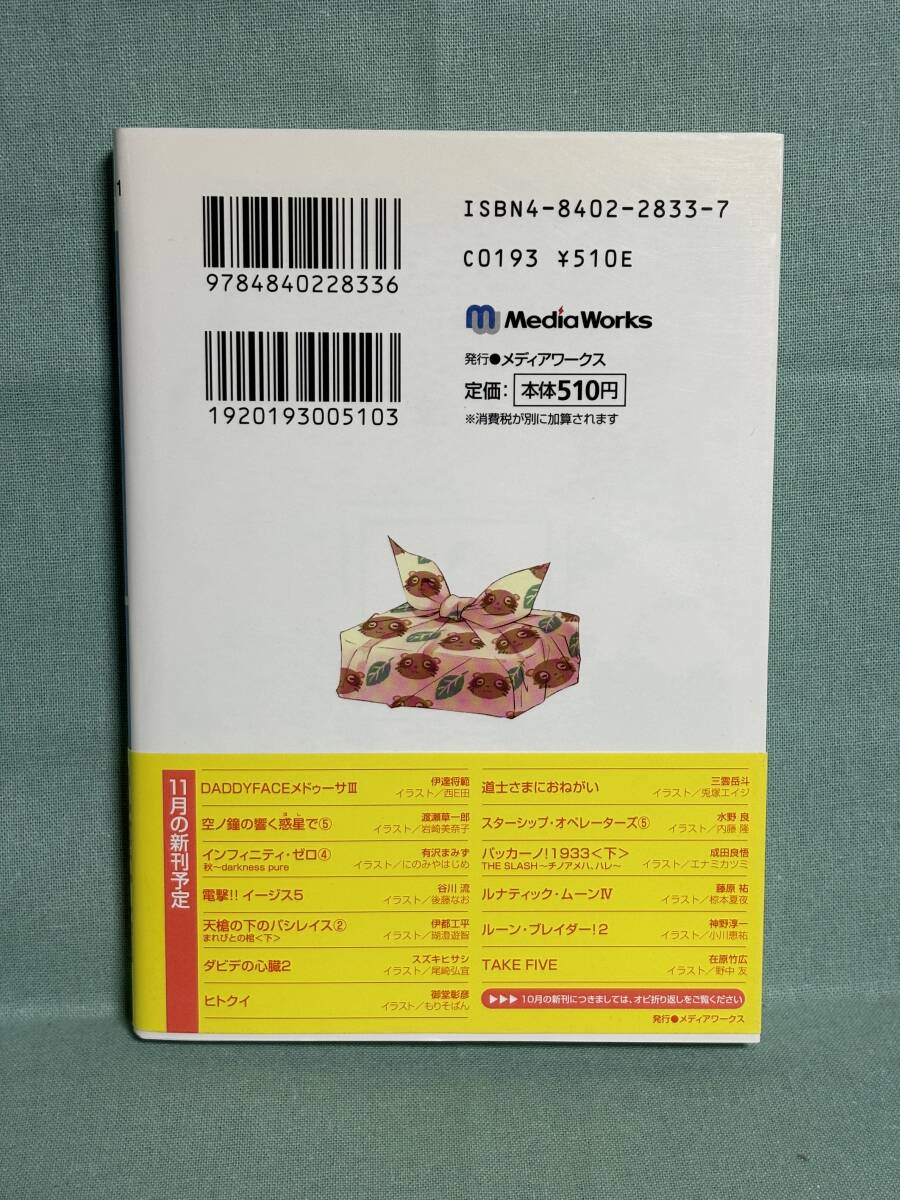 1
9784840228336
1920193005103
ISBN4-8402-2833-7
C0193 ¥510E
Media Works
発行●メディアワークス
定価: 本体510円
※消費税が別に加算されます
11月の新刊予定
DADDYFACEメドゥーサⅢ
伊達将範
イラスト/西E田
空ノ鐘の響く惑星で⑤
ほし
渡瀬草一郎
イラスト/岩崎美奈子
インフィニティ・ゼロ④
秋〜darkness pure
有沢まみず
イラスト/にのみやはじめ
電撃!! イージス5
谷川 流
イラスト/後藤なお
天槍の下のバシレイス②
まれびとの棺<下>
伊都工平
イラスト/瑚澄遊智
ダビデの心臓2
スズキヒサシ
イラスト/尾崎弘宜
ヒトクイ
御堂彰彦
イラスト/もりそばん
道士さまにおねがい
三雲岳斗
イラスト/兎塚エイジ
スターシップ・オペレーターズ⑤
水野 良
イラスト/内藤 隆
バッカーノ!1933<下>
THE SLASH〜チノアメハ、ハレ〜
成田良悟
イラスト/エナミカツミ
ルナティック・ムーンⅣ
藤原 祐
イラスト/椋本夏夜
ルーン・ブレイダー!2
神野淳一
イラスト/小川恵祐
TAKE FIVE
在原竹広
イラスト/野中 友
▶▶▶10月の新刊につきましては、オビ折り返しをご覧ください
発行●メディアワークス